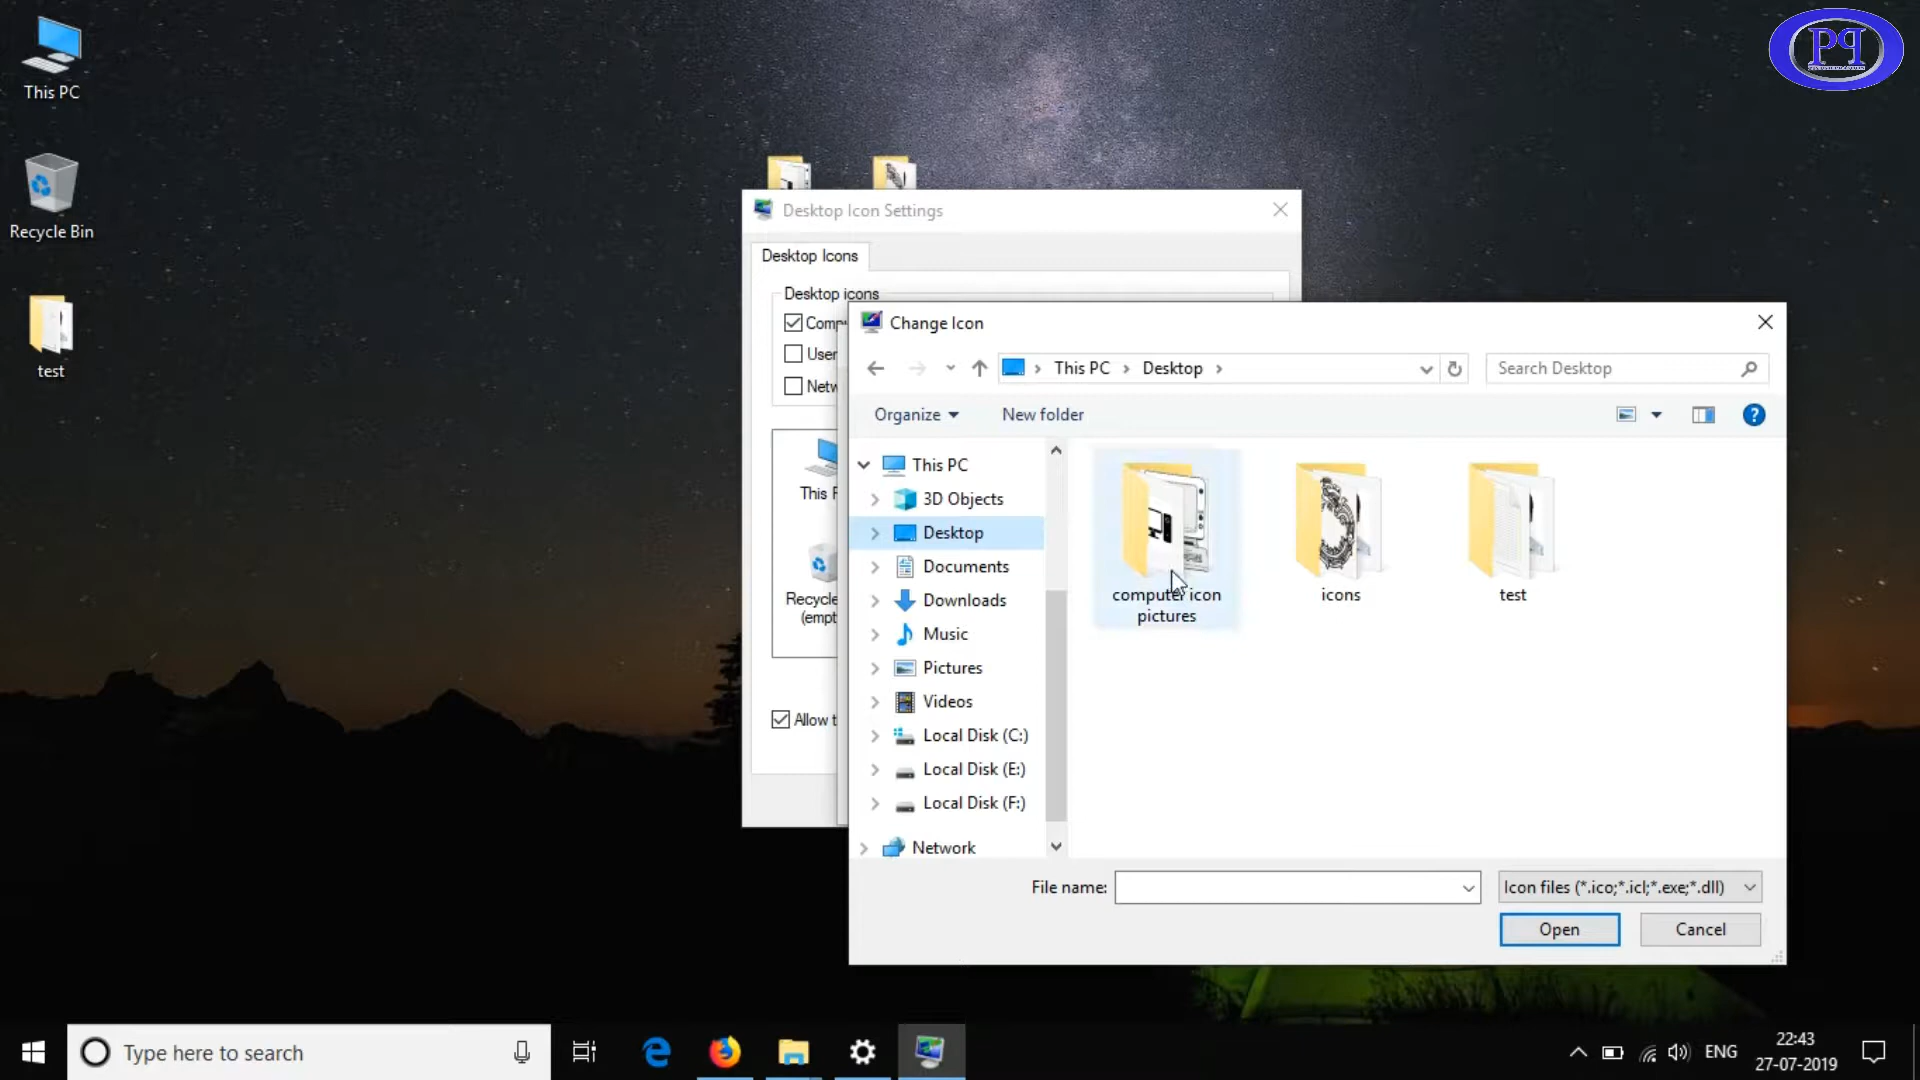 This PC
Recycle Bin
test
PP
Desktop Icon Settings
Desktop Icons
Desktop icons
Comp
User
Netw
This P
Recycle
(empt
Allow t
Change Icon
This PC
Desktop
Search Desktop
Organize
New folder
This PC
3D Objects
Desktop
Documents
Downloads
Music
Pictures
Videos
Local Disk (C:)
Local Disk (E:)
Local Disk (F:)
Network
computer icon
pictures
icons
test
File name:
Icon files (*.ico;*.icl;*.exe;*.dll)
Open
Cancel
Type here to search
ENG
22:43
27-07-2019